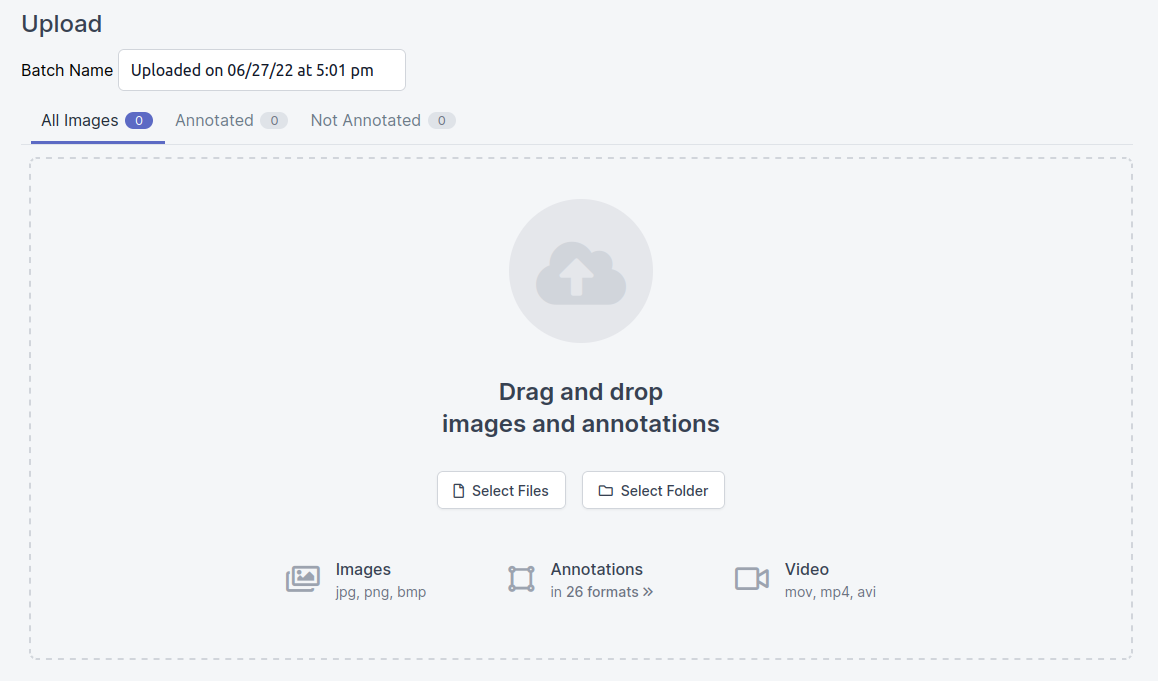 Upload
Batch Name Uploaded on 06/27/22 at 5:01 pm
All Images 0 Annotated 0 Not Annotated 0
Drag and drop
images and annotations
Select Files Select Folder
Images Annotations Video
jpg, png, bmp in 26 formats » mov, mp4, avi